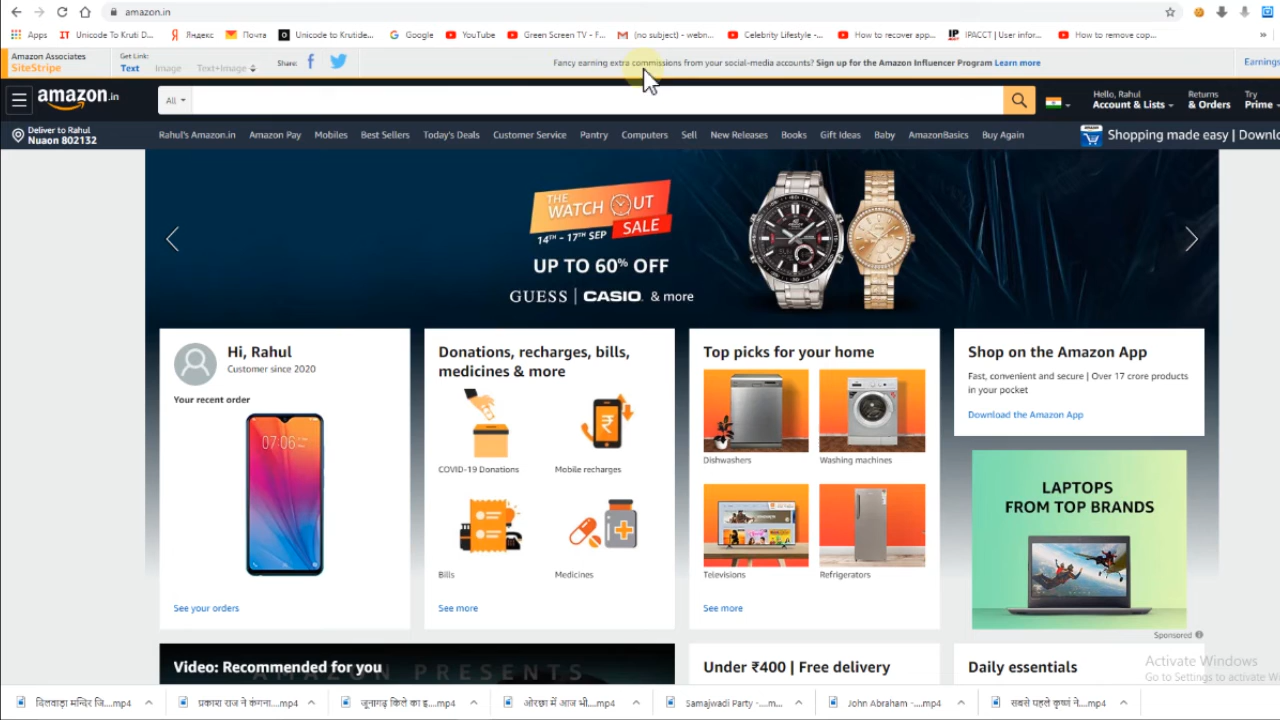 amazon.in
Apps
Unicode To Kruti D...
Яндекс
Почта
Unicode to Krutide...
Google
YouTube
Green Screen TV - F...
(no subject) - webn...
Celebrity Lifestyle -...
How to recover app...
IPACCT | User infor...
How to remove cop...
Amazon Associates
SiteStripe
Get Link:
Text
Image
Text+Image
Share:
Fancy earning extra commissions from your social-media accounts? Sign up for the Amazon Influencer Program Learn more
Earnings
amazon.in
All
Hello, Rahul
Account & Lists
Returns
& Orders
Try
Prime
Deliver to Rahul
Nuaon 802132
Rahul's Amazon.in
Amazon Pay
Mobiles
Best Sellers
Today's Deals
Customer Service
Pantry
Computers
Sell
New Releases
Books
Gift Ideas
Baby
AmazonBasics
Buy Again
Shopping made easy | Downlo
THE
WATCH OUT
SALE
14TH - 17TH SEP
UP TO 60% OFF
GUESS | CASIO. & more
Hi, Rahul
Customer since 2020
Your recent order
07:06
See your orders
Donations, recharges, bills,
medicines & more
COVID-19 Donations
Mobile recharges
Bills
Medicines
See more
Top picks for your home
Dishwashers
Washing machines
Televisions
Refrigerators
See more
Shop on the Amazon App
Fast, convenient and secure | Over 17 crore products
in your pocket
Download the Amazon App
LAPTOPS
FROM TOP BRANDS
Sponsored
Video: Recommended for you
AMAZON PRESENTS
Under ₹400 | Free delivery
Daily essentials
Activate Windows
Go to Settings to activate Wi
दिलवाड़ा मन्दिर जि....mp4
प्रकाश राज ने कंगना....mp4
जूनागढ़ किले का इ....mp4
ओरछा में आज भी....mp4
Samajwadi Party -....m...
John Abraham -....mp4
सबसे पहले कृष्ण ने....mp4